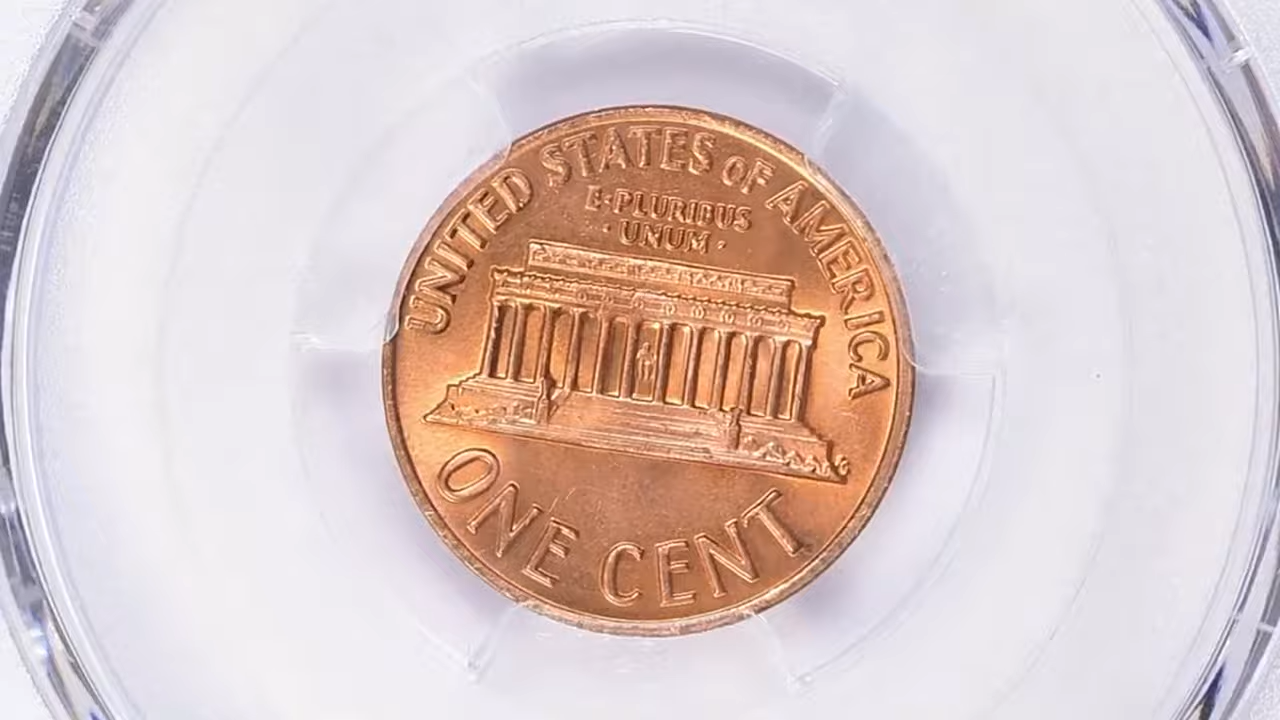 UNITED STATES OF AMERICA
E·PLURIBUS
·UNUM·
ONE CENT